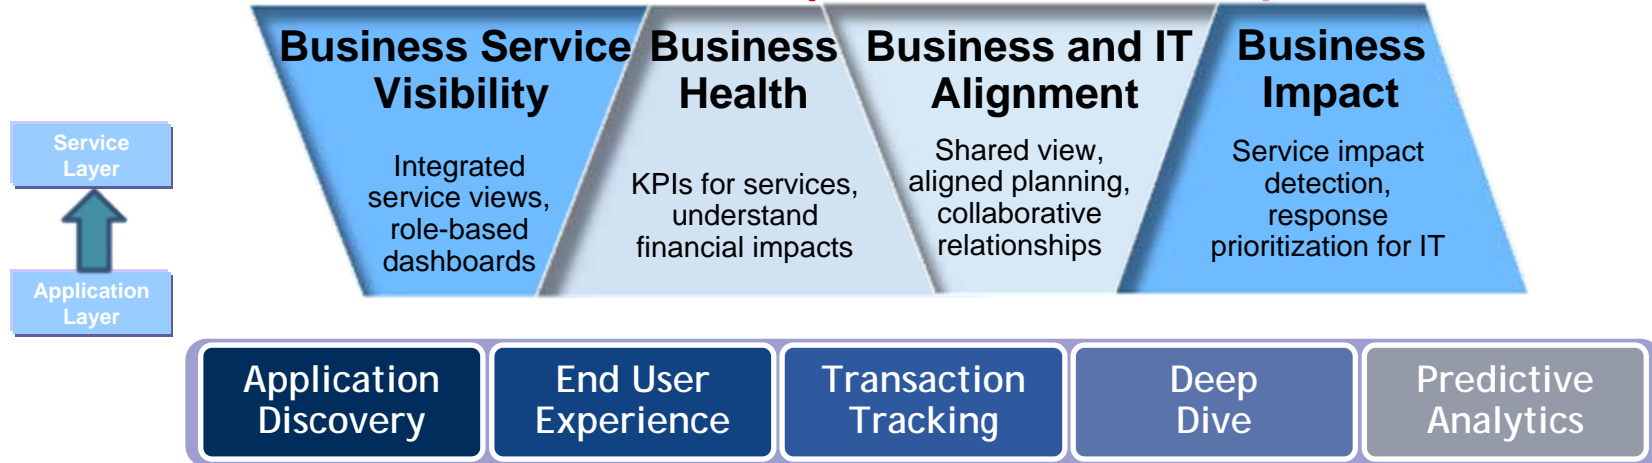 Business Service
Visibility
Integrated
service views,
role-based
dashboards
Business
Health
KPIs for services,
understand
financial impacts
Business and IT
Alignment
Shared view,
aligned planning,
collaborative
relationships
Business
Impact
Service impact
detection,
response
prioritization for IT
Service
Layer
Application
Layer
Application
Discovery
End User
Experience
Transaction
Tracking
Deep
Dive
Predictive
Analytics